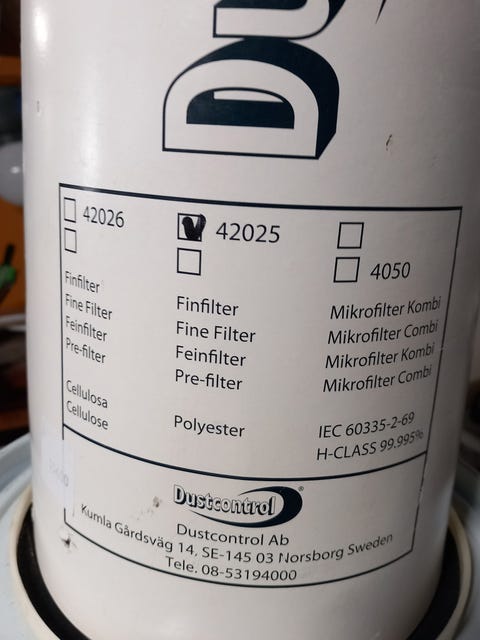 Du
42026
42025
4050
Finfilter
Fine Filter
Feinfilter
Pre-filter
Cellulosa
Cellulose
Finfilter
Fine Filter
Feinfilter
Pre-filter
Polyester
Mikrofilter Kombi
Mikrofilter Combi
Mikrofilter Kombi
Mikrofilter Combi
IEC 60335-2-69
H-CLASS 99.995%
Dustcontrol®
Dustcontrol Ab
Kumla Gårdsväg 14, SE-145 03 Norsborg Sweden
Tele. 08-53194000